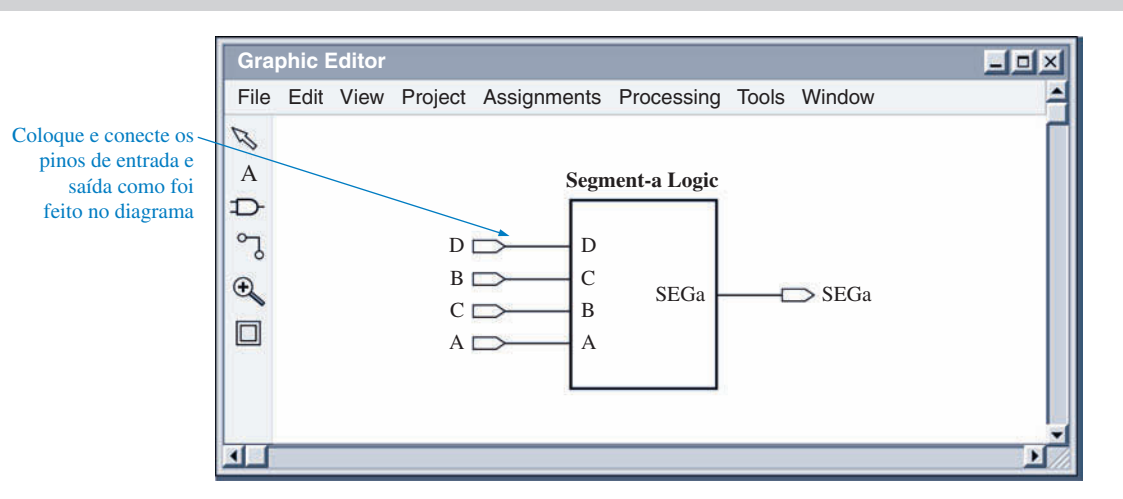 Graphic Editor
File Edit View Project Assignments Processing Tools Window
Coloque e conecte os
pinos de entrada e
saída como foi
feito no diagrama
A
Segment-a Logic
D D
B C
C B
A A
SEGa SEGa